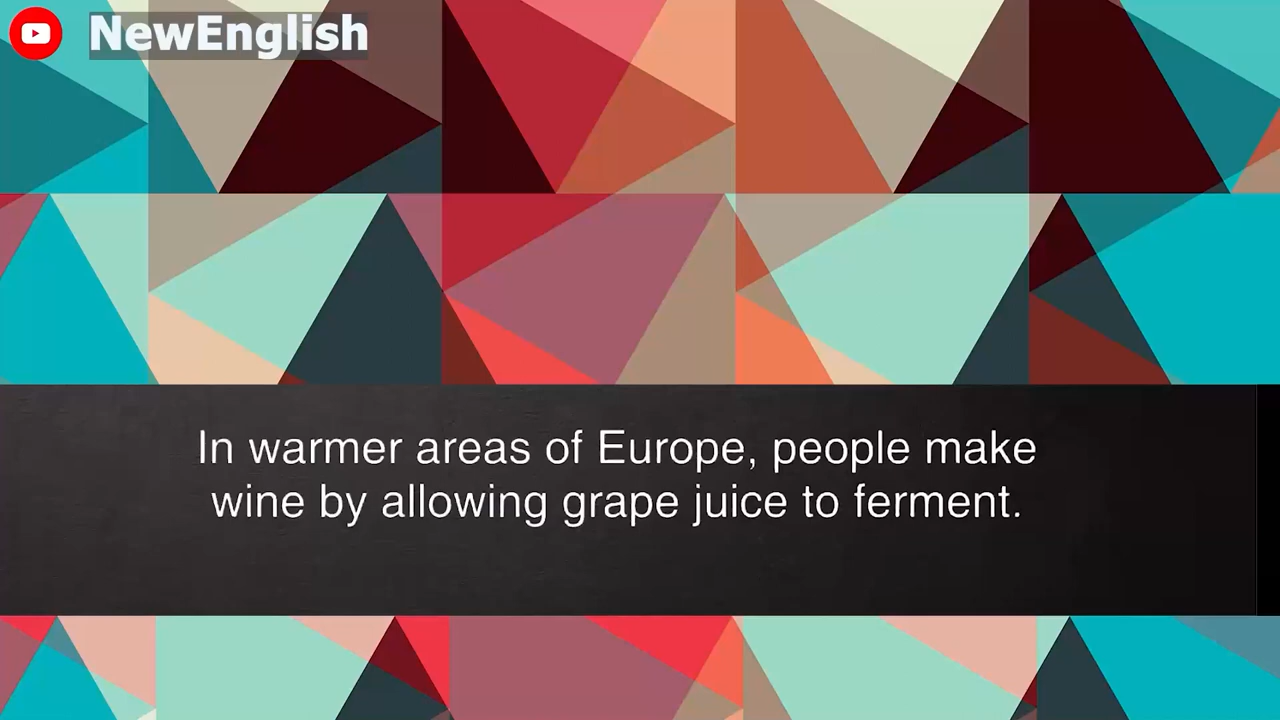 NewEnglish
In warmer areas of Europe, people make
wine by allowing grape juice to ferment.